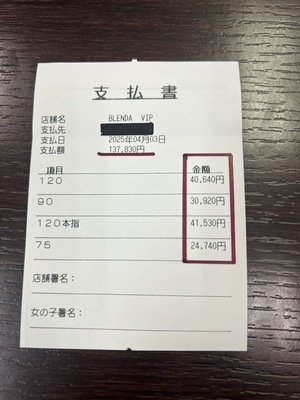 支払書
店舗名 BLENDA VIP
支払先
支払日 2025年04月03日
支払額 137,830円
項目 金額
120 40,640円
90 30,920円
120本指 41,530円
75 24,740円
店舗署名：
女の子署名：